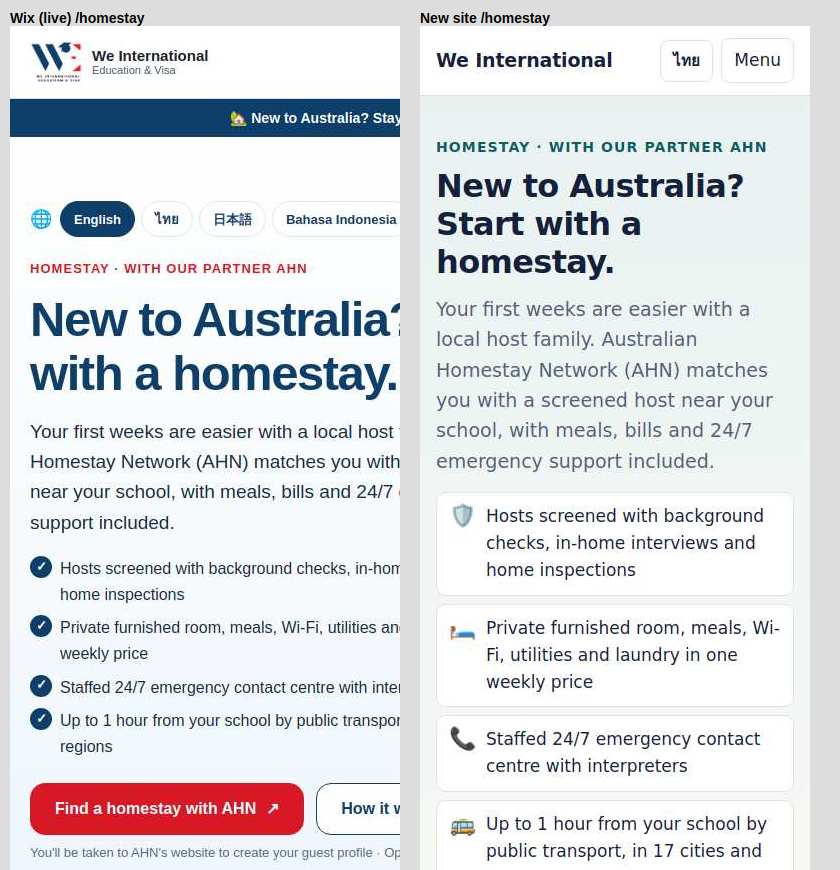 Wix (live) /homestay
We International
Education & Visa
🏡 New to Australia? Stay
🌐 English ไทย 日本語 Bahasa Indonesia
HOMESTAY · WITH OUR PARTNER AHN
New to Australia?
with a homestay.
Your first weeks are easier with a local host
Homestay Network (AHN) matches you with
near your school, with meals, bills and 24/7
support included.
Hosts screened with background checks, in-hom
home inspections
Private furnished room, meals, Wi-Fi, utilities and
weekly price
Staffed 24/7 emergency contact centre with inter
Up to 1 hour from your school by public transpor
regions
Find a homestay with AHN ↗
How it w
You'll be taken to AHN's website to create your guest profile · Op
New site /homestay
We International
ไทย
Menu
HOMESTAY · WITH OUR PARTNER AHN
New to Australia?
Start with a
homestay.
Your first weeks are easier with a
local host family. Australian
Homestay Network (AHN) matches
you with a screened host near your
school, with meals, bills and 24/7
emergency support included.
Hosts screened with background
checks, in-home interviews and
home inspections
Private furnished room, meals, Wi-
Fi, utilities and laundry in one
weekly price
Staffed 24/7 emergency contact
centre with interpreters
Up to 1 hour from your school by
public transport, in 17 cities and